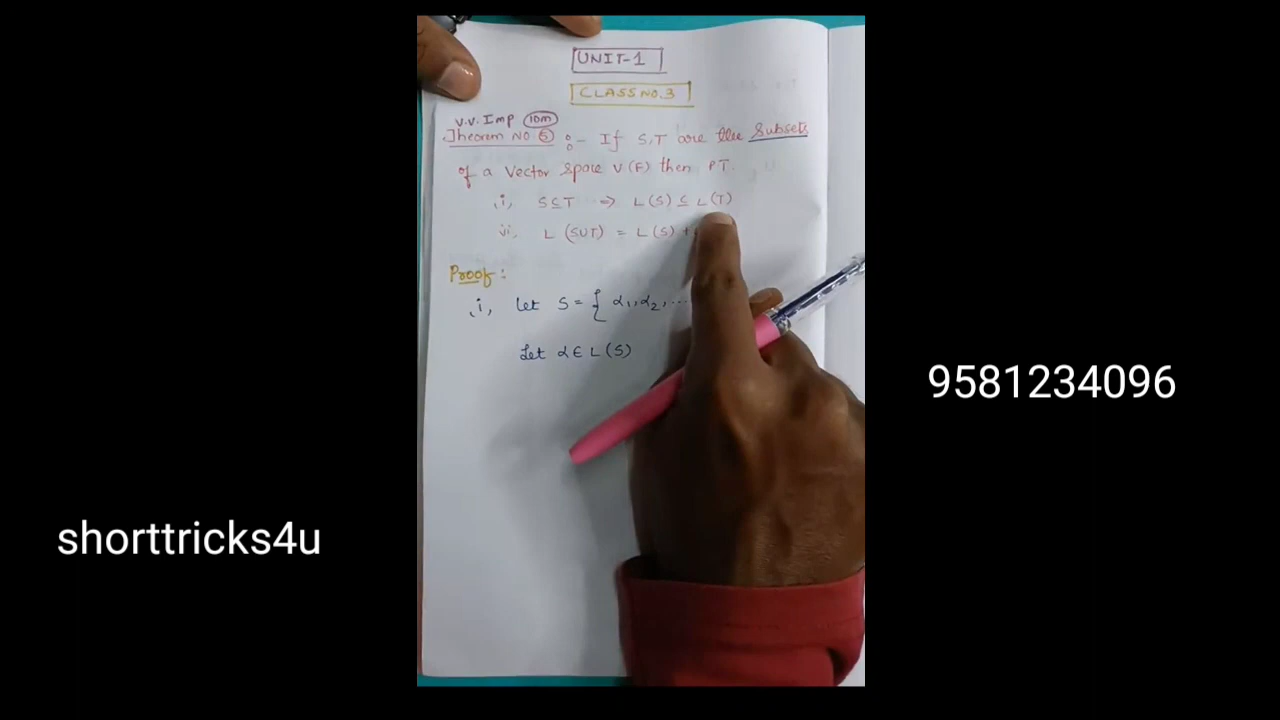 UNIT-1
CLASS NO.3
V.V. Imp 10m
Theorem NO 5 :- If S,T are the Subsets
of a Vector Space V(F) then PT.
i, S⊆T ⇒ L(S) ⊆ L(T)
ii, L (SUT) = L(S) +
Proof:
i, Let S = { α1, α2, ...
Let α ∈ L(S)
9581234096
shorttricks4u